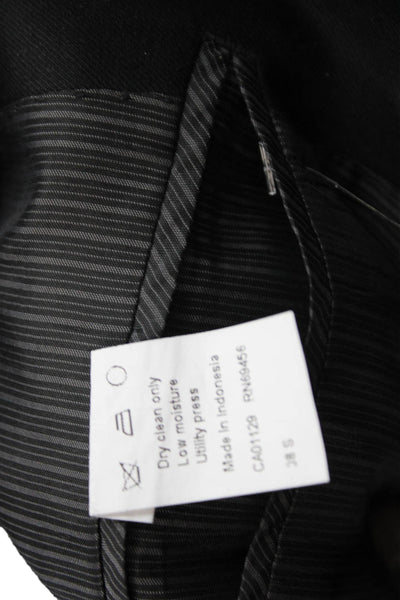 Dry clean only
Low moisture
Utility press
Made in Indonesia
CA01129 RN69456
38 S